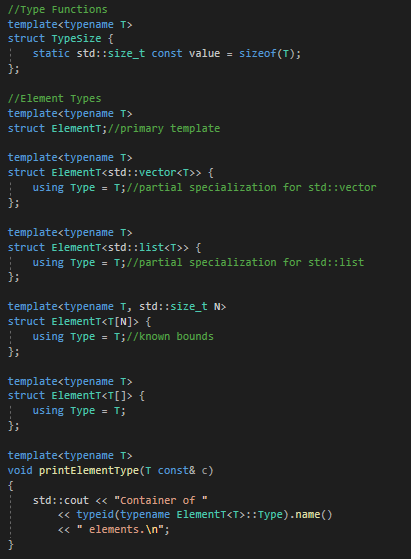 //Type Functions
template<typename T>
struct TypeSize {
    static std::size_t const value = sizeof(T);
};

//Element Types
template<typename T>
struct ElementT;//primary template

template<typename T>
struct ElementT<std::vector<T>> {
    using Type = T;//partial specialization for std::vector
};

template<typename T>
struct ElementT<std::list<T>> {
    using Type = T;//partial specialization for std::list
};

template<typename T, std::size_t N>
struct ElementT<T[N]> {
    using Type = T;//known bounds
};

template<typename T>
struct ElementT<T[]> {
    using Type = T;
};

template<typename T>
void printElementType(T const& c)
{
    std::cout << "Container of "
        << typeid(typename ElementT<T>::Type).name()
        << " elements.\n";
}